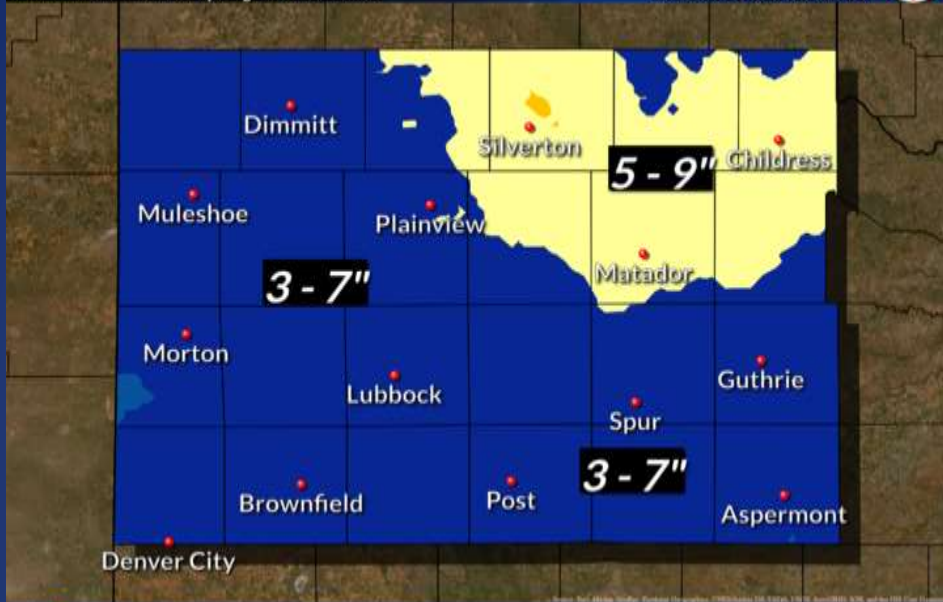 Dimmitt
Silverton
5 - 9"
Childress
Muleshoe
Plainview
Matador
3 - 7"
Morton
Lubbock
Guthrie
Spur
3 - 7"
Brownfield
Post
Aspermont
Denver City